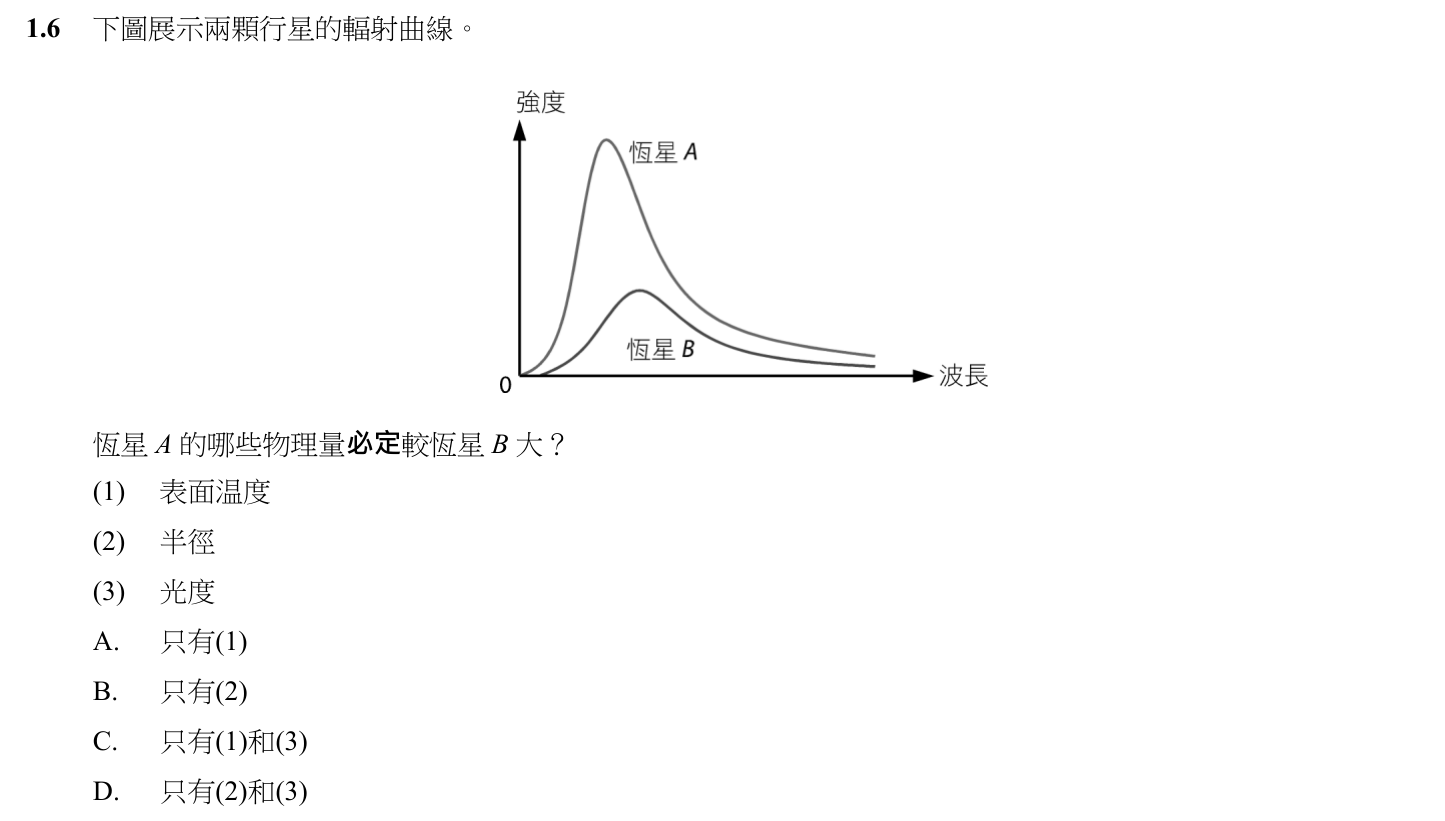 1.6 下圖展示兩顆行星的輻射曲線。
強度
恆星 A
恆星 B
0
波長
恆星 A 的哪些物理量必定較恆星 B 大？
(1) 表面温度
(2) 半徑
(3) 光度
A. 只有(1)
B. 只有(2)
C. 只有(1)和(3)
D. 只有(2)和(3)